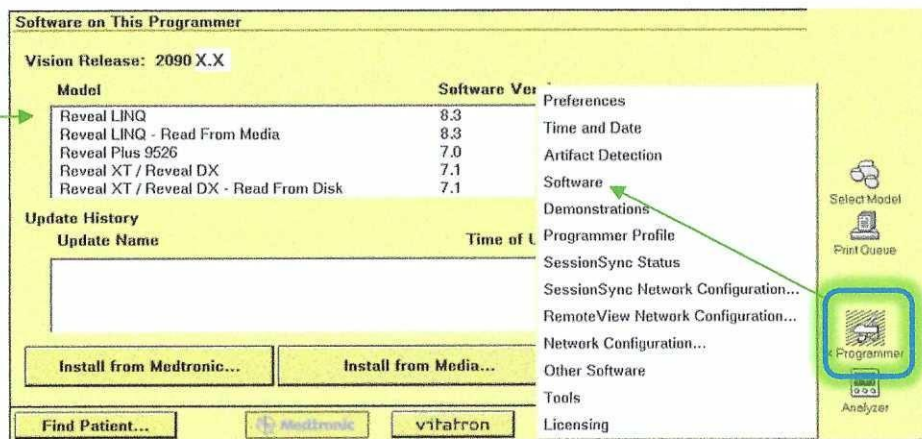 Software on This Programmer
Vision Release: 2090 X.X
Model Software Ver
Reveal LINQ 8.3
Reveal LINQ - Read From Media 8.3
Reveal Plus 9526 7.0
Reveal XT / Reveal DX 7.1
Reveal XT / Reveal DX - Read From Disk 7.1
Update History
Update Name Time of U
Install from Medtronic... Install from Media...
Find Patient... Medtronic vitatron
Preferences
Time and Date
Artifact Detection
Software
Demonstrations
Programmer Profile
SessionSync Status
SessionSync Network Configuration...
RemoteView Network Configuration...
Network Configuration...
Other Software
Tools
Licensing
Select Model
Print Queue
< Programmer
Analyzer